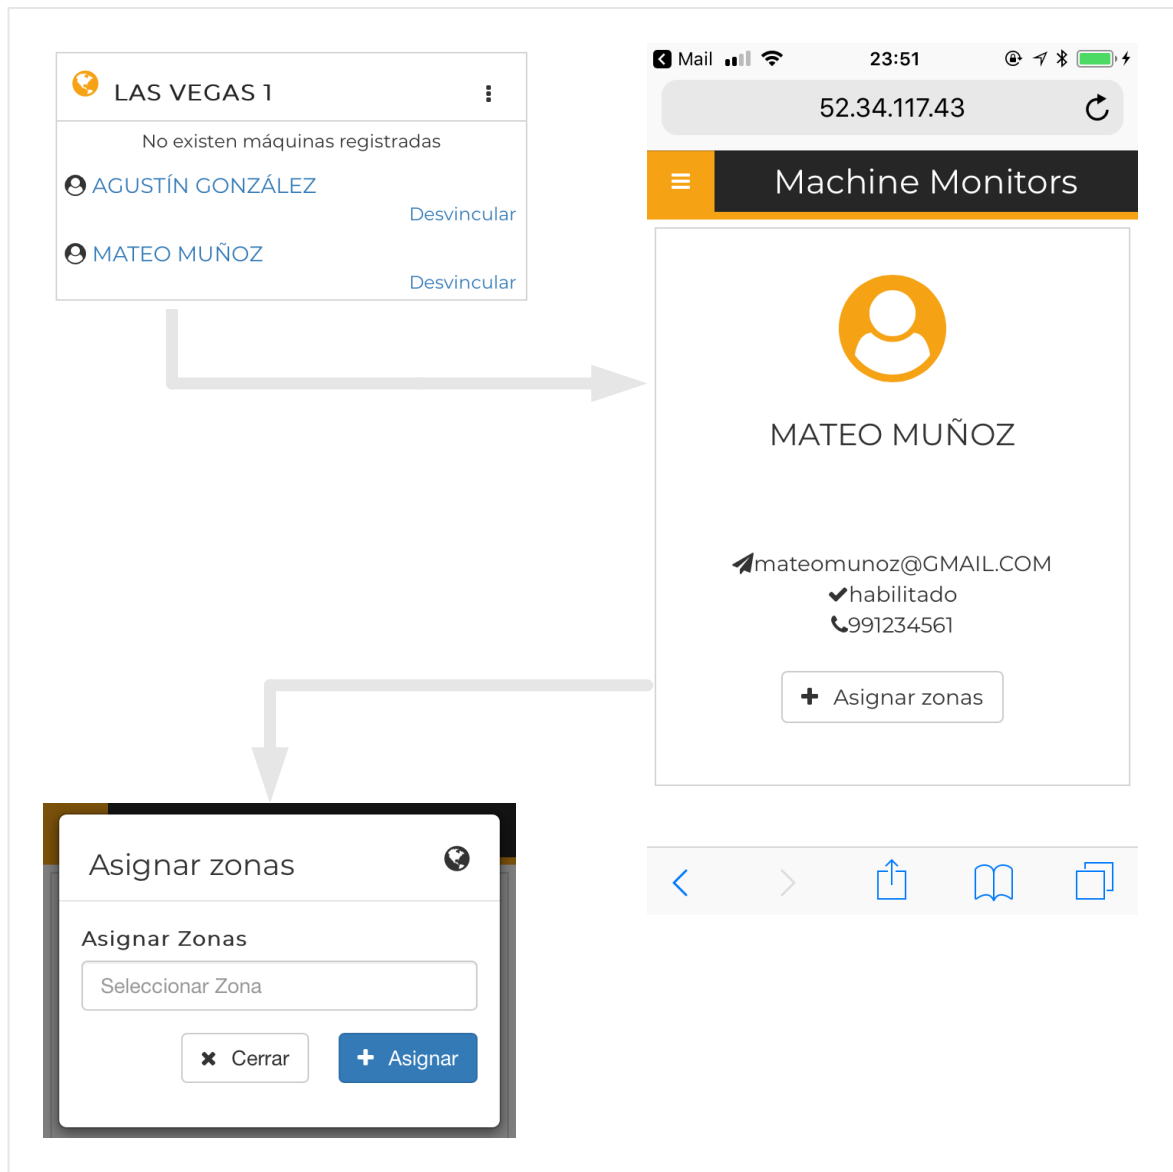 LAS VEGAS 1
No existen máquinas registradas
AGUSTÍN GONZÁLEZ
Desvincular
MATEO MUÑOZ
Desvincular
Mail 23:51
52.34.117.43
Machine Monitors
MATEO MUÑOZ
mateomunoz@GMAIL.COM
habilitado
991234561
Asignar zonas
Asignar zonas
Asignar Zonas
Seleccionar Zona
Cerrar Asignar